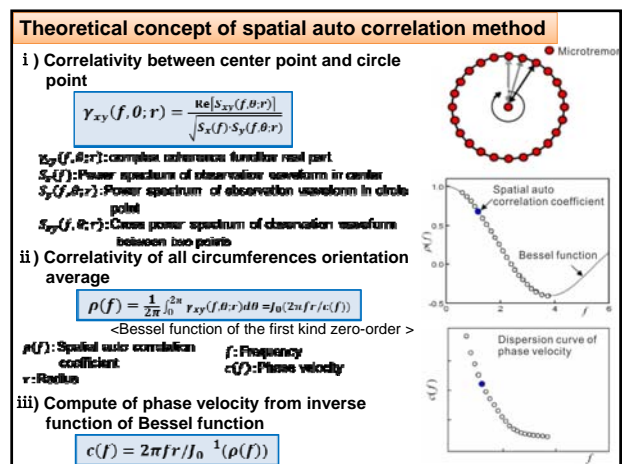 Theoretical concept of spatial auto correlation method
ⅰ) Correlativity between center point and circle
point
γxy(f,θ;r) = Re[Sxy(f,θ;r)] / √(Sx(f)·Sy(f,θ;r))
γxy(f,θ;r):complex coherence function real part
Sx(f):Power spectrum of observation waveform in center
Sy(f,θ;r):Power spectrum of observation waveform in circle
point
Sxy(f,θ;r):Cross power spectrum of observation waveform
between two points
ⅱ) Correlativity of all circumferences orientation
average
ρ(f) = 1/2π ∫₀²π γxy(f,θ;r)dθ =J₀(2πfr/c(f))
<Bessel function of the first kind zero-order >
ρ(f):Spatial auto correlation
coefficient
f:Frequency
r:Radius
c(f):Phase velocity
ⅲ) Compute of phase velocity from inverse
function of Bessel function
c(f) = 2πfr/J₀⁻¹(ρ(f))
Microtremor
1.0
Spatial auto
correlation coefficient
0.5
ρ(f)
Bessel function
0.0
-0.5
0
2
4
f
6
Dispersion curve of
phase velocity
c(f)
f